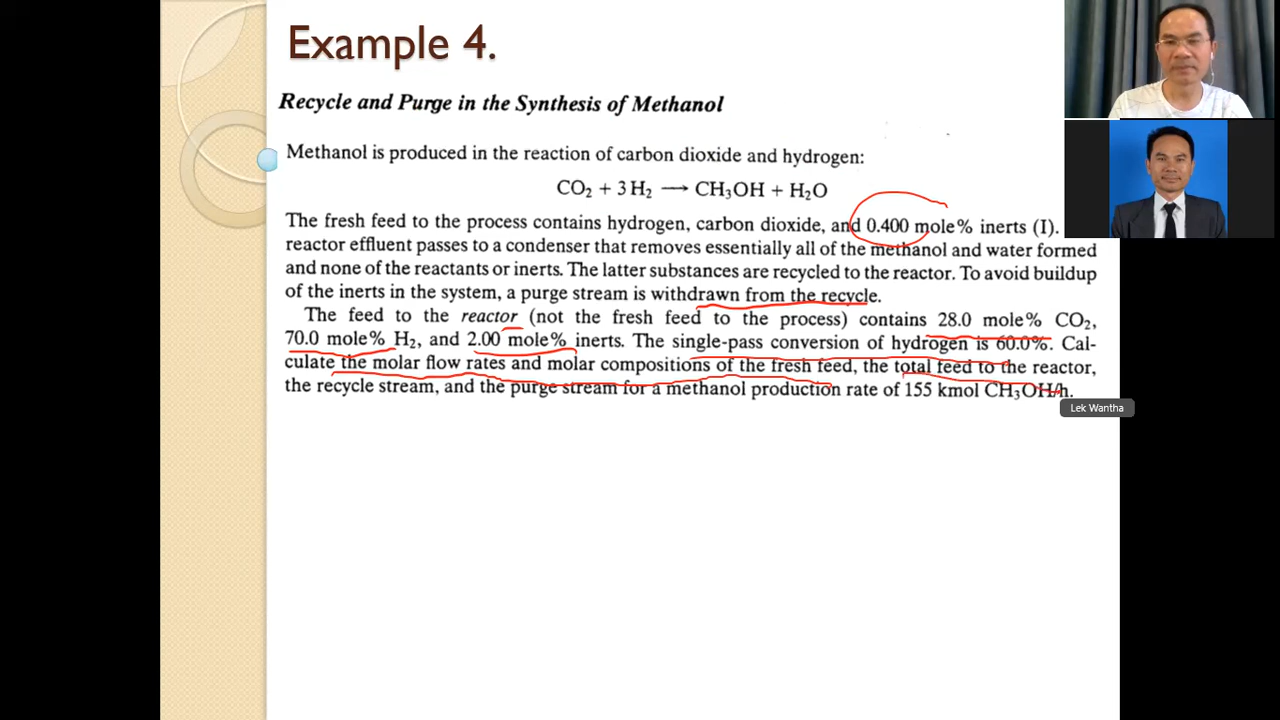 Example 4.
Recycle and Purge in the Synthesis of Methanol
Methanol is produced in the reaction of carbon dioxide and hydrogen:
CO₂ + 3 H₂ ⟶ CH₃OH + H₂O
The fresh feed to the process contains hydrogen, carbon dioxide, and 0.400 mole% inerts (I).
reactor effluent passes to a condenser that removes essentially all of the methanol and water formed
and none of the reactants or inerts. The latter substances are recycled to the reactor. To avoid buildup
of the inerts in the system, a purge stream is withdrawn from the recycle.
The feed to the reactor (not the fresh feed to the process) contains 28.0 mole% CO₂,
70.0 mole% H₂, and 2.00 mole% inerts. The single-pass conversion of hydrogen is 60.0%. Cal-
culate the molar flow rates and molar compositions of the fresh feed, the total feed to the reactor,
the recycle stream, and the purge stream for a methanol production rate of 155 kmol CH₃OH/h.
Lek Wantha